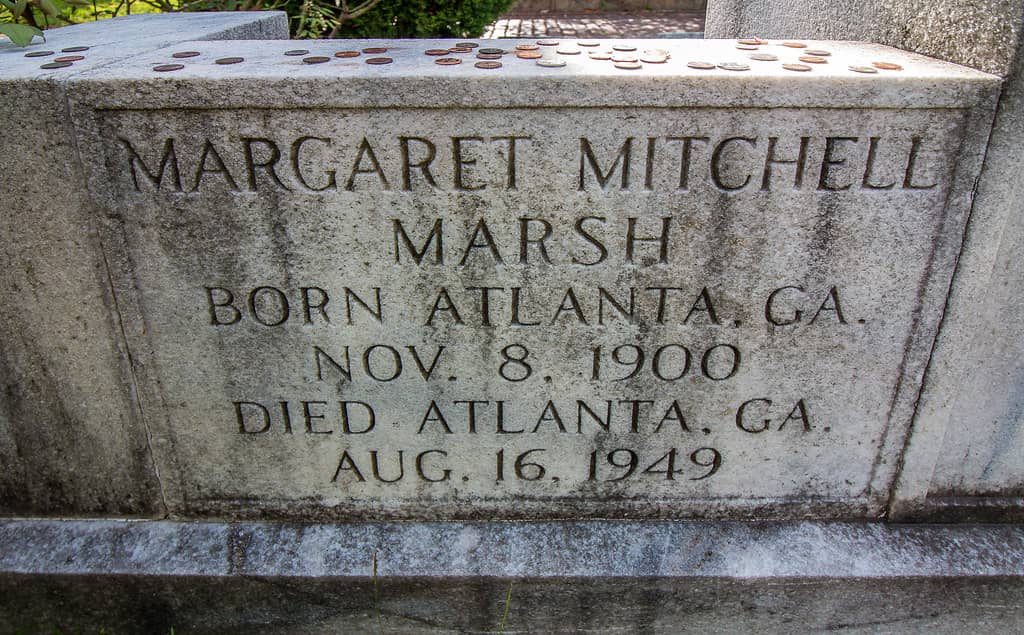 MARGARET MITCHELL
MARSH
BORN ATLANTA, GA.
NOV. 8, 1900
DIED ATLANTA, GA.
AUG. 16, 1949